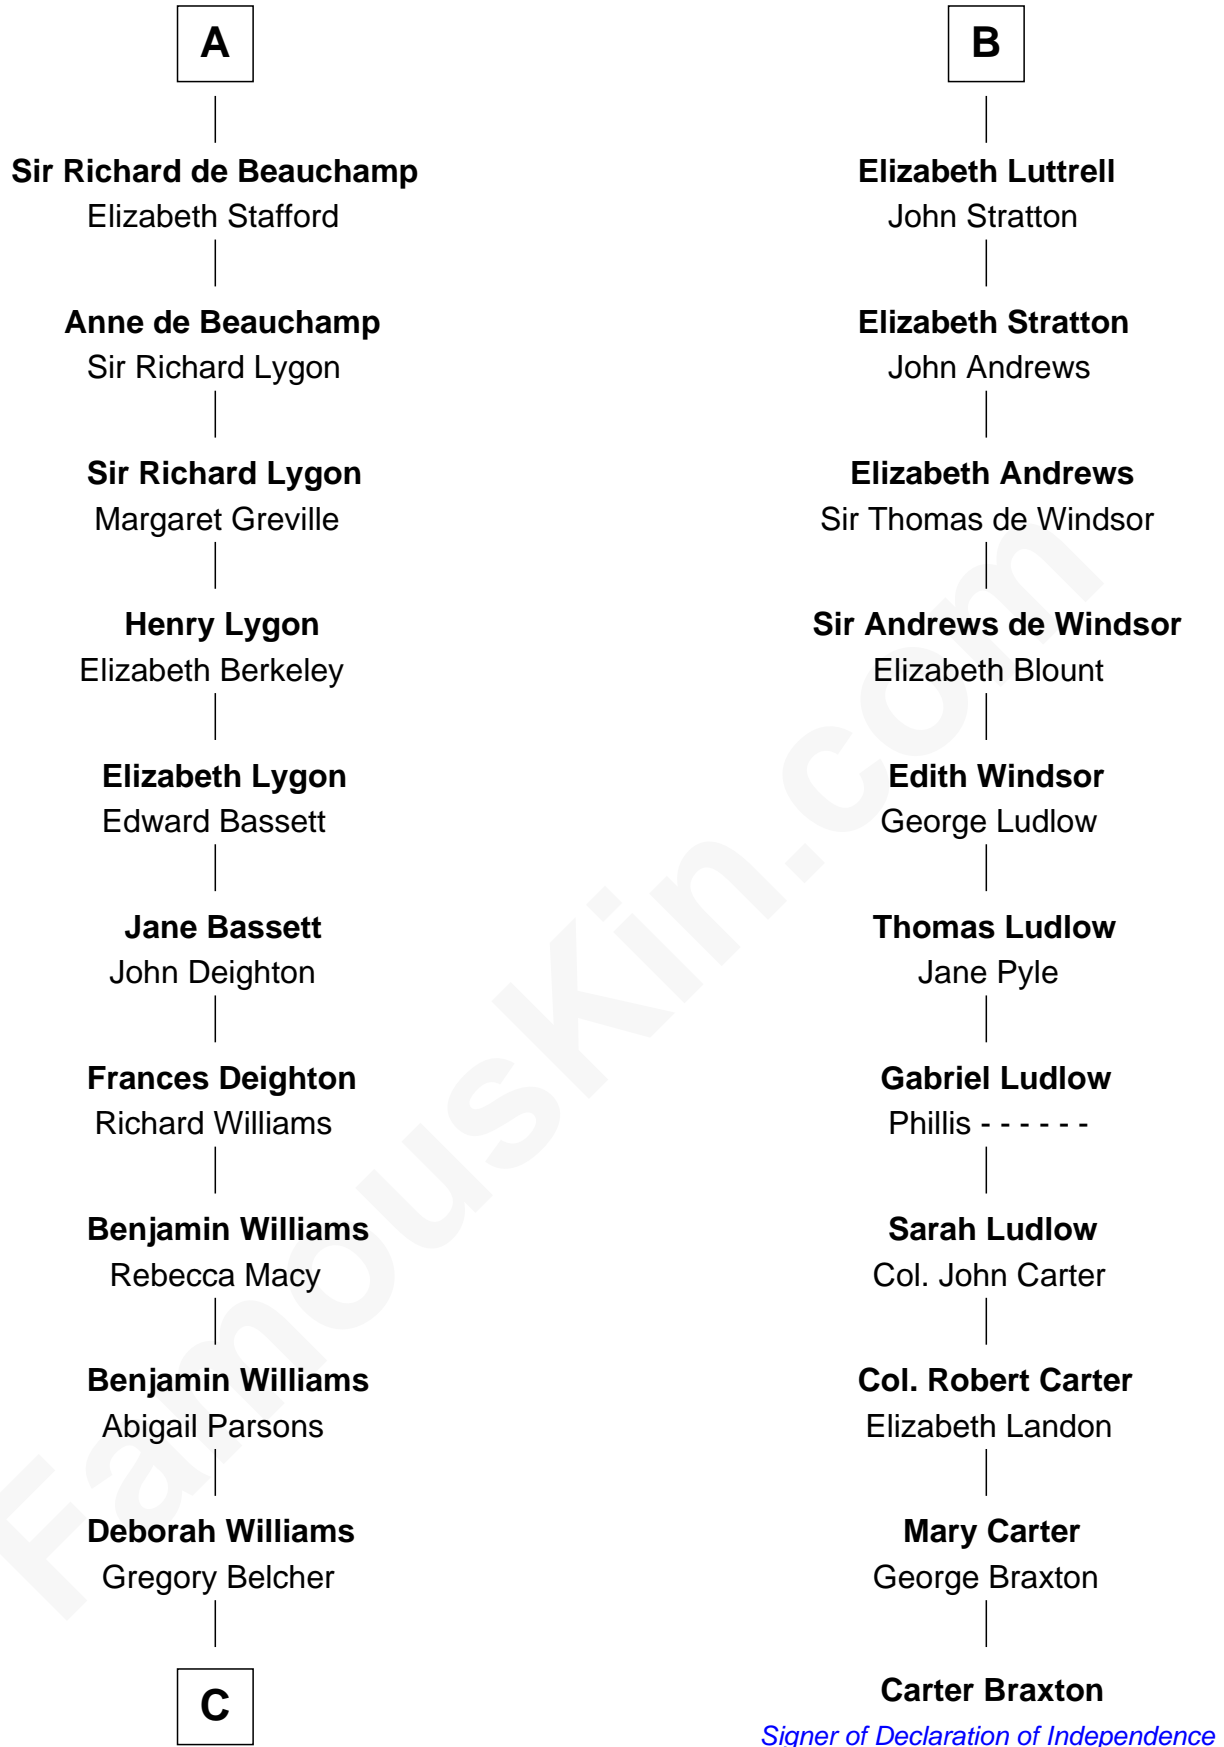 A
Sir Richard de Beauchamp
Elizabeth Stafford
Anne de Beauchamp
Sir Richard Lygon
Sir Richard Lygon
Margaret Greville
Henry Lygon
Elizabeth Berkeley
Elizabeth Lygon
Edward Bassett
Jane Bassett
John Deighton
Frances Deighton
Richard Williams
Benjamin Williams
Rebecca Macy
Benjamin Williams
Abigail Parsons
Deborah Williams
Gregory Belcher
C
B
Elizabeth Luttrell
John Stratton
Elizabeth Stratton
John Andrews
Elizabeth Andrews
Sir Thomas de Windsor
Sir Andrews de Windsor
Elizabeth Blount
Edith Windsor
George Ludlow
Thomas Ludlow
Jane Pyle
Gabriel Ludlow
Phillis - - - - - -
Sarah Ludlow
Col. John Carter
Col. Robert Carter
Elizabeth Landon
Mary Carter
George Braxton
Carter Braxton
Signer of Declaration of Independence
FamousKin.com